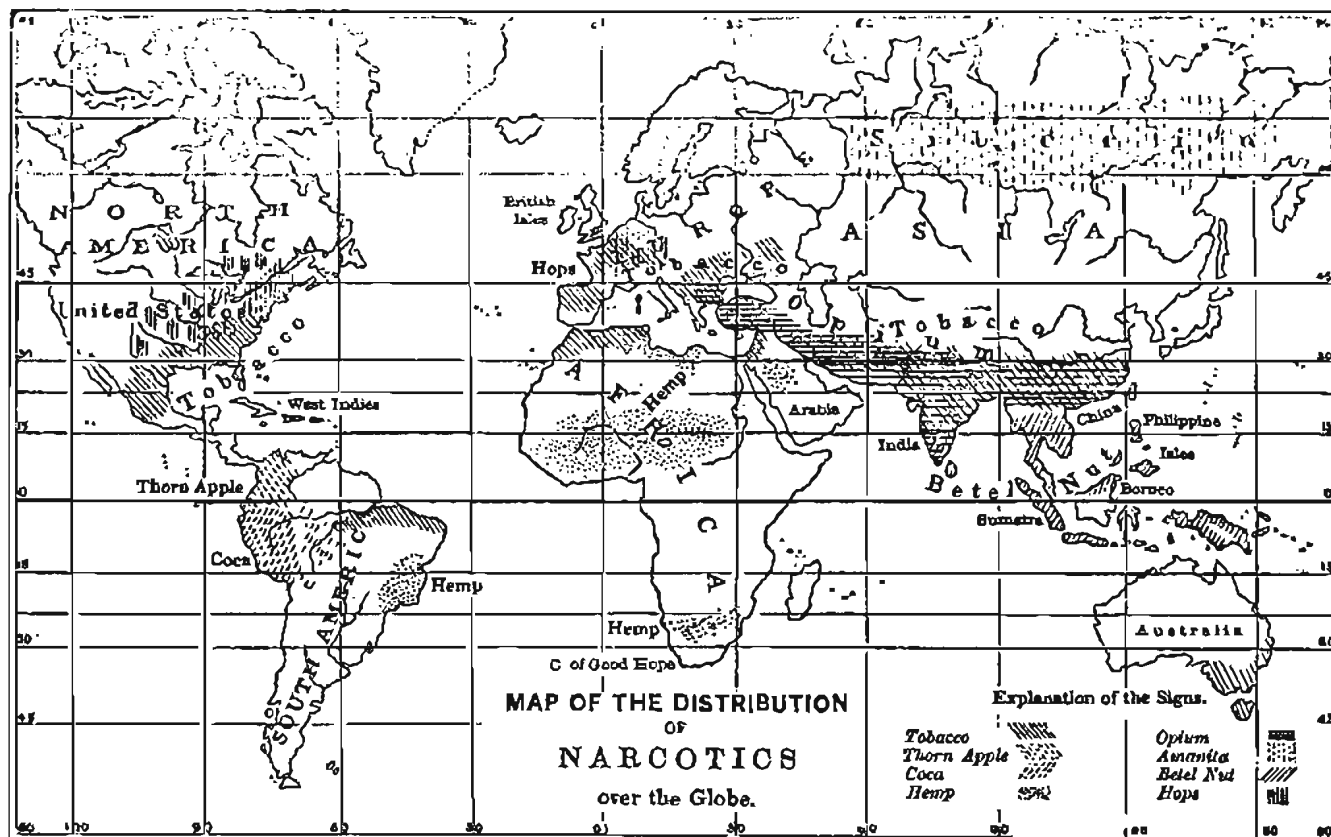 Siberia
NORTH
AMERICA
British
Isles
EUROPE
ASIA
Hops
Tobacco
United States
Tobacco
Opium
Tobacco
West Indies
AFRICA
Hemp
Arabia
India
China
Philippine
Isles
Thorn Apple
Betel Nut
Borneo
Sumatra
Coca
Hemp
SOUTH AMERICA
Hemp
C of Good Hope
Australia
MAP OF THE DISTRIBUTION
OF
NARCOTICS
over the Globe.
Explanation of the Signs.
Tobacco
Thorn Apple
Coca
Hemp
Opium
Amanita
Betel Nut
Hops